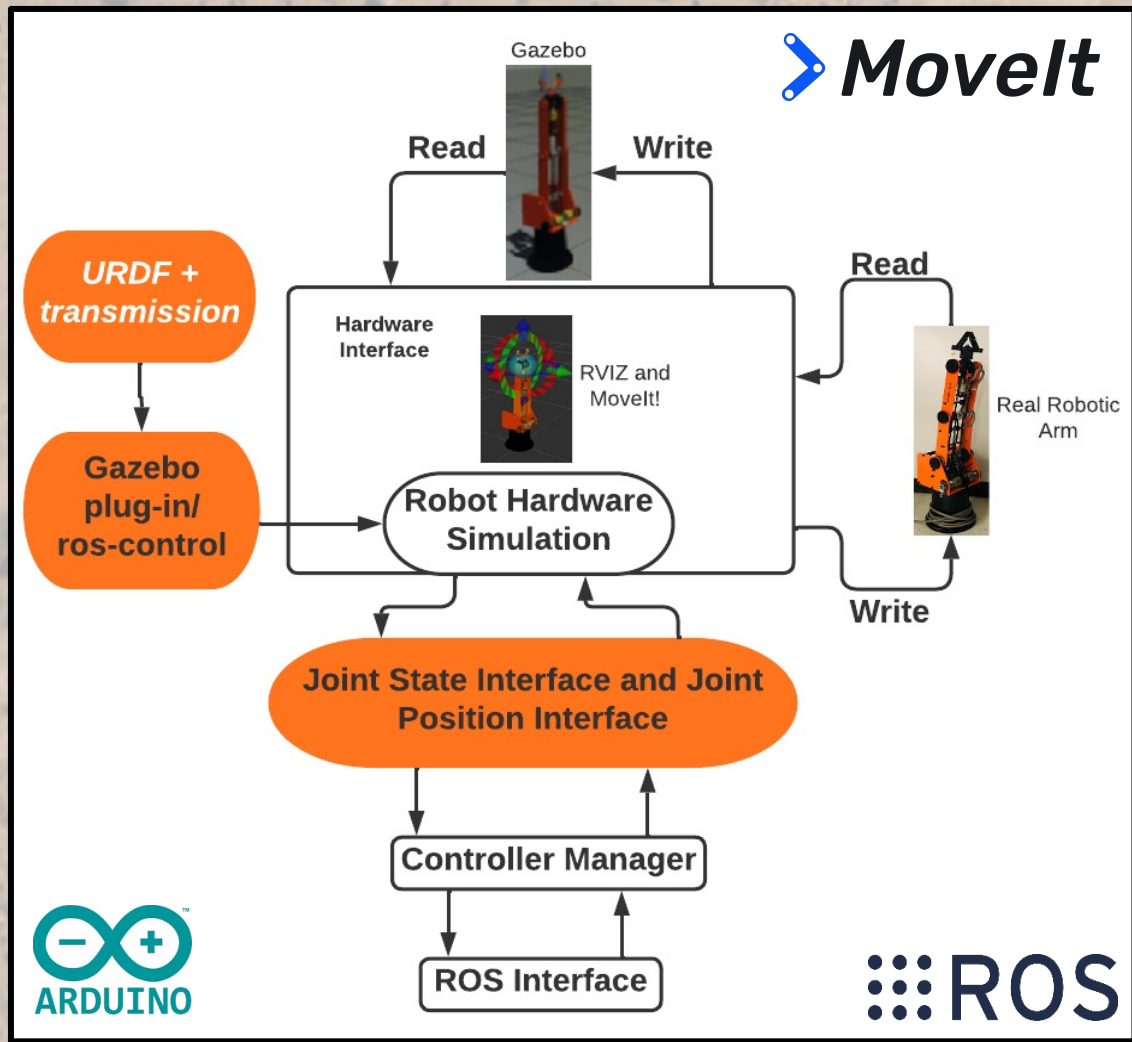 Gazebo
MoveIt
Read
Write
URDF +
transmission
Read
Hardware
Interface
RVIZ and
MoveIt!
Real Robotic
Arm
Gazebo
plug-in/
ros-control
Robot Hardware
Simulation
Write
Joint State Interface and Joint
Position Interface
Controller Manager
ROS Interface
TM
ARDUINO
ROS